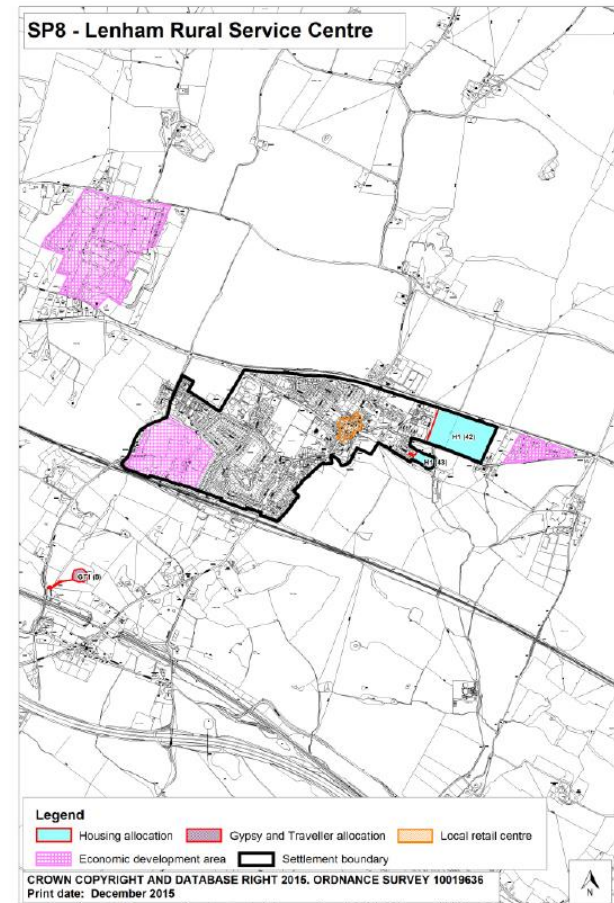 SP8 - Lenham Rural Service Centre
H1 (42)
H1 (43)
GT1 (8)
Legend
Housing allocation Gypsy and Traveller allocation Local retail centre
Economic development area Settlement boundary
CROWN COPYRIGHT AND DATABASE RIGHT 2015. ORDNANCE SURVEY 10019636
Print date: December 2015
N